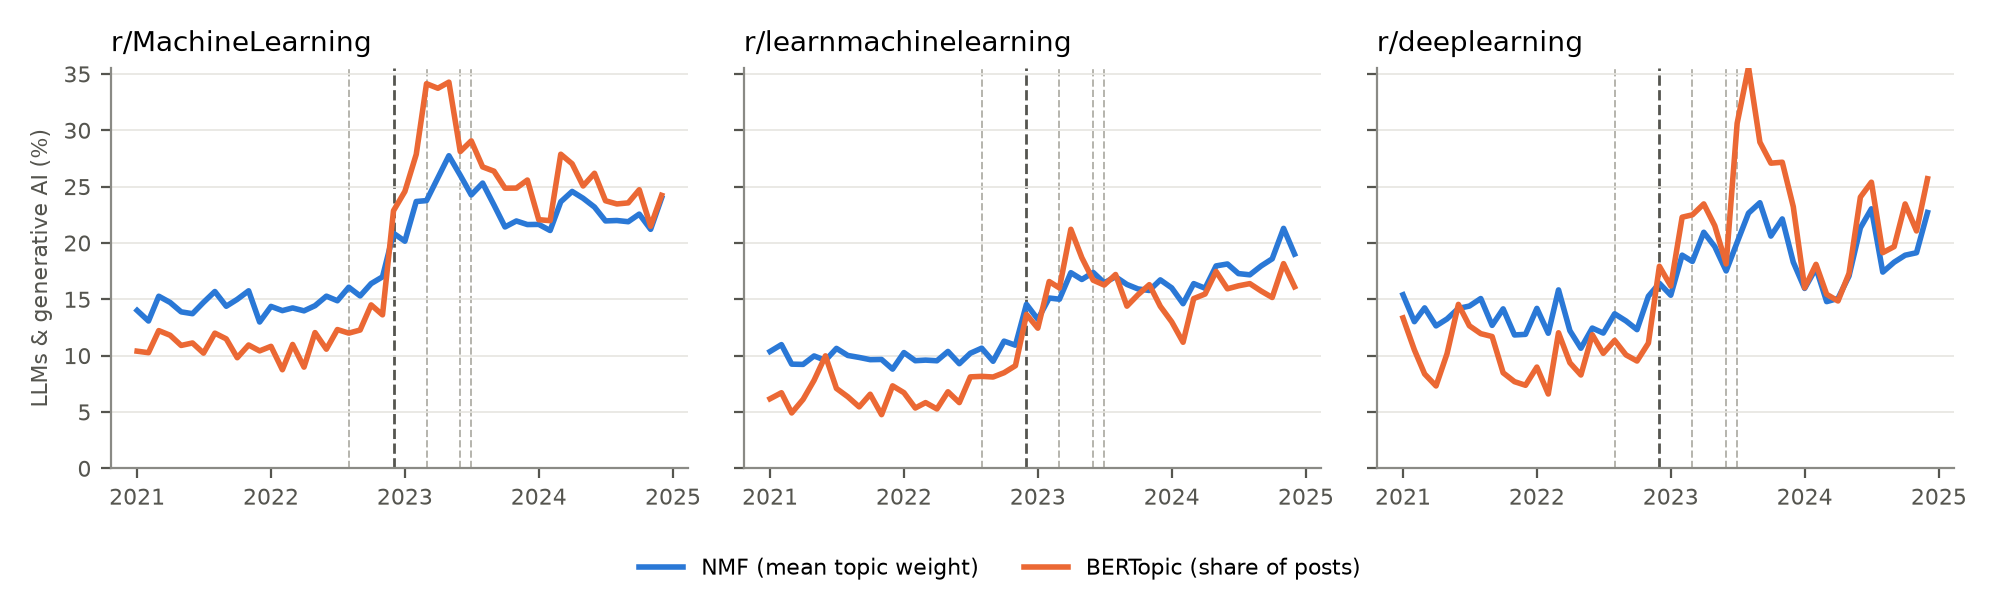 r/MachineLearning
r/learnmachinelearning
r/deeplearning
LLMs & generative AI (%)
35
30
25
20
15
10
5
0
2021 2022 2023 2024 2025
2021 2022 2023 2024 2025
2021 2022 2023 2024 2025
NMF (mean topic weight) BERTopic (share of posts)